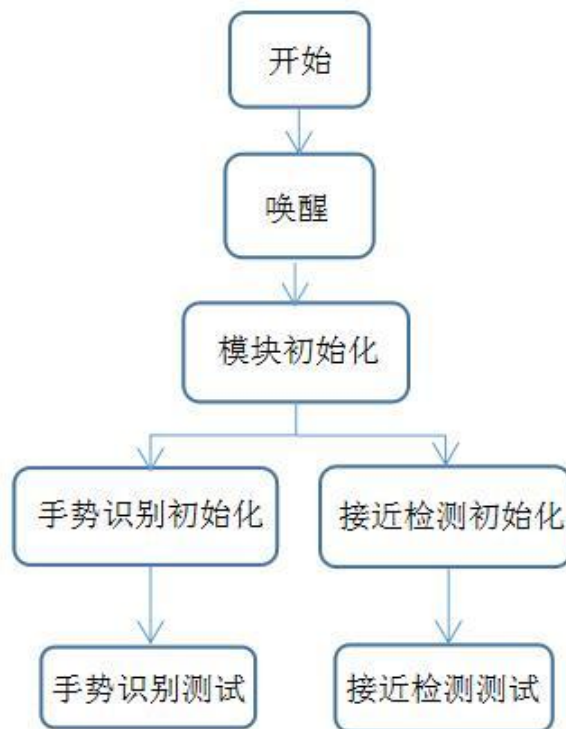 开始
唤醒
模块初始化
手势识别初始化
接近检测初始化
手势识别测试
接近检测测试